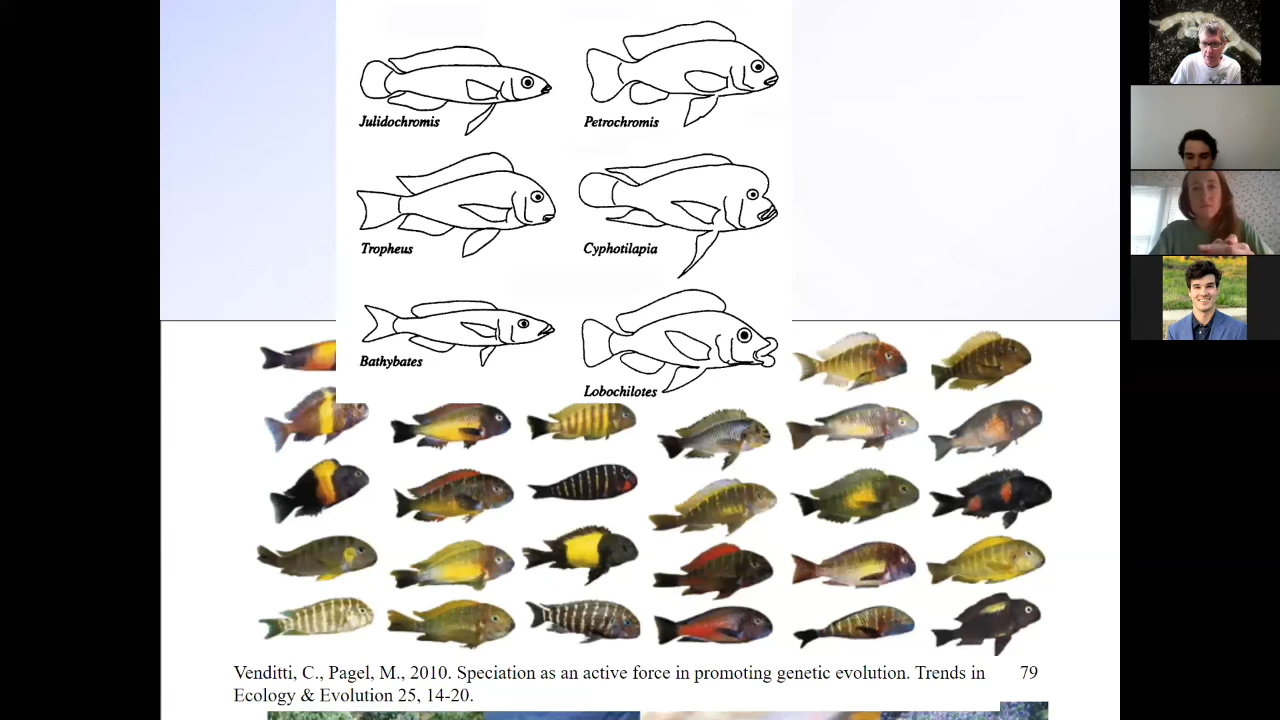 Julidochromis
Petrochromis
Tropheus
Cyphotilapia
Bathybates
Lobochilotes
Venditti, C., Pagel, M., 2010. Speciation as an active force in promoting genetic evolution. Trends in
Ecology & Evolution 25, 14-20.
79